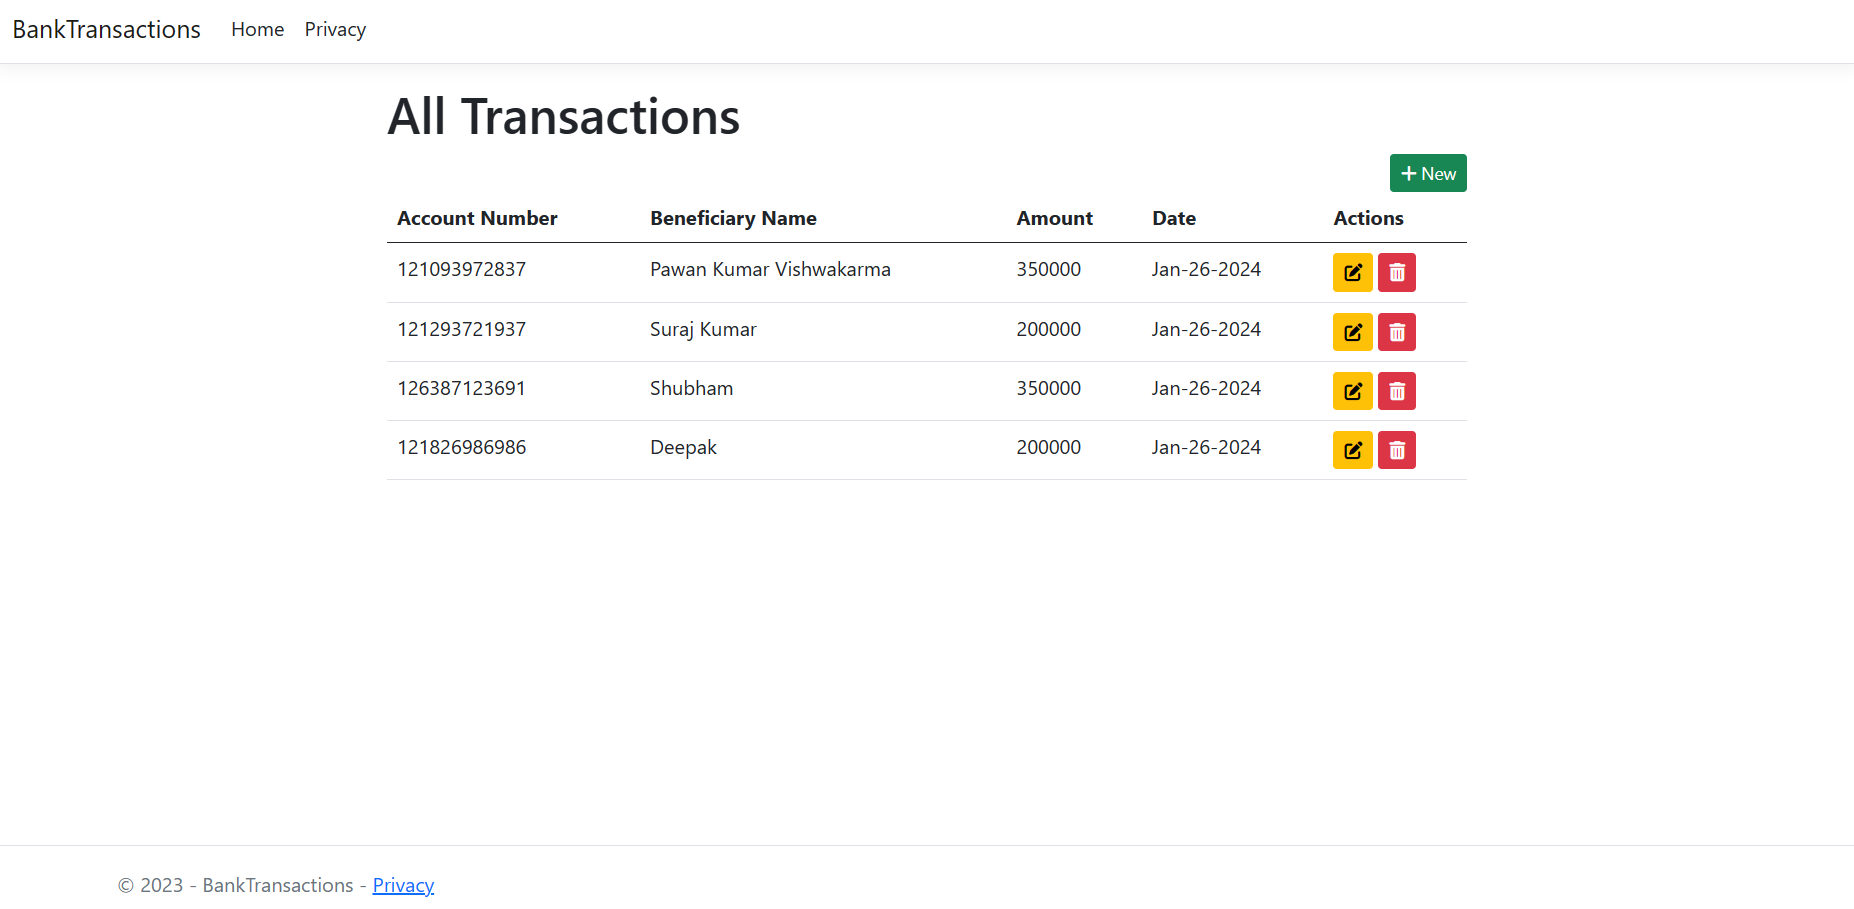 BankTransactions Home Privacy
All Transactions
New
Account Number Beneficiary Name Amount Date Actions
121093972837 Pawan Kumar Vishwakarma 350000 Jan-26-2024
121293721937 Suraj Kumar 200000 Jan-26-2024
126387123691 Shubham 350000 Jan-26-2024
121826986986 Deepak 200000 Jan-26-2024
© 2023 - BankTransactions - Privacy